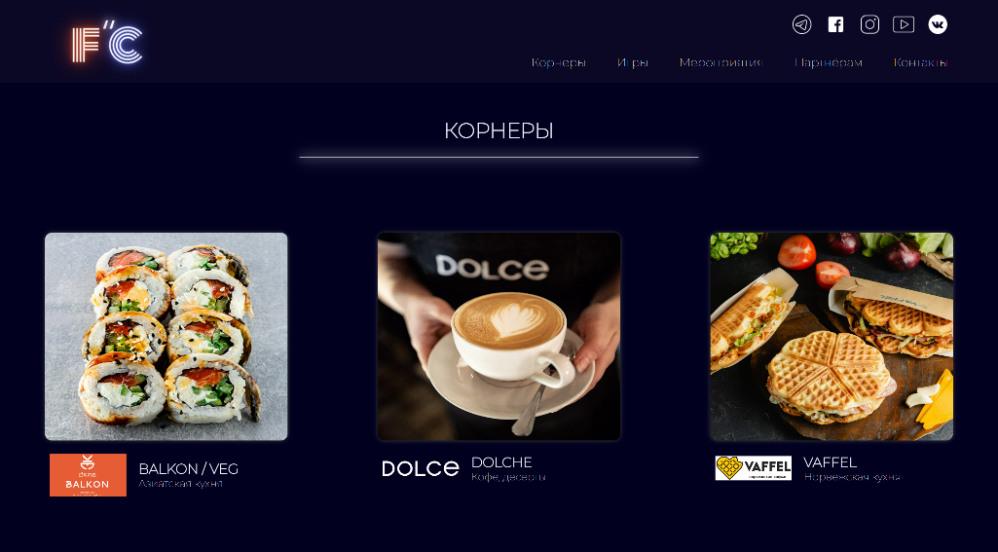 F"C
Корнеры Игры Мероприятия Партнёрам Контакты
КОРНЕРЫ
DOLCE
BALKON
BALKON / VEG
Азиатская кухня
DOLCE
DOLCHE
Кофе, десерты
VAFFEL
VAFFEL
Норвежская кухня